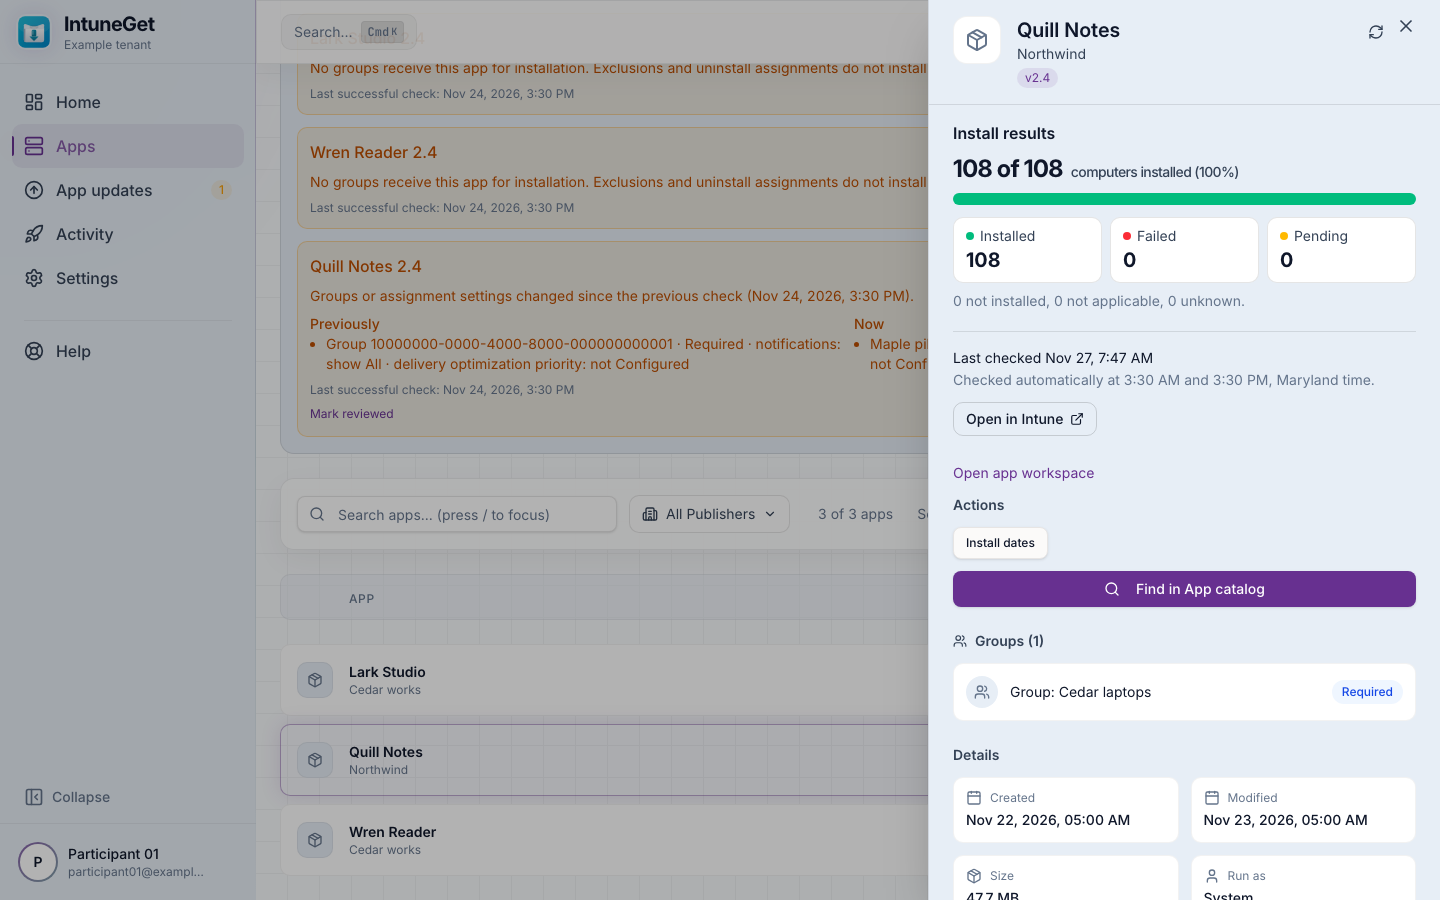 IntuneGet
Example tenant
Home
Apps
App updates
1
Activity
Settings
Help
Collapse
P
Participant 01
participant01@exampl...
Search...
Cmd K
No groups receive this app for installation. Exclusions and uninstall assignments do not install
Last successful check: Nov 24, 2026, 3:30 PM
Wren Reader 2.4
No groups receive this app for installation. Exclusions and uninstall assignments do not install
Last successful check: Nov 24, 2026, 3:30 PM
Quill Notes 2.4
Groups or assignment settings changed since the previous check (Nov 24, 2026, 3:30 PM).
Previously
Group 10000000-0000-4000-8000-000000000001 · Required · notifications:
show All · delivery optimization priority: not Configured
Now
Maple
not
Last successful check: Nov 24, 2026, 3:30 PM
Mark reviewed
Search apps... (press / to focus)
All Publishers
3 of 3 apps
APP
Lark Studio
Cedar works
Quill Notes
Northwind
Wren Reader
Cedar works
Quill Notes
Northwind
v2.4
Install results
108 of 108 computers installed (100%)
Installed
108
Failed
0
Pending
0
0 not installed, 0 not applicable, 0 unknown.
Last checked Nov 27, 7:47 AM
Checked automatically at 3:30 AM and 3:30 PM, Maryland time.
Open in Intune
Open app workspace
Actions
Install dates
Find in App catalog
Groups (1)
Group: Cedar laptops
Required
Details
Created
Nov 22, 2026, 05:00 AM
Modified
Nov 23, 2026, 05:00 AM
Size
47.7 MB
Run as
System